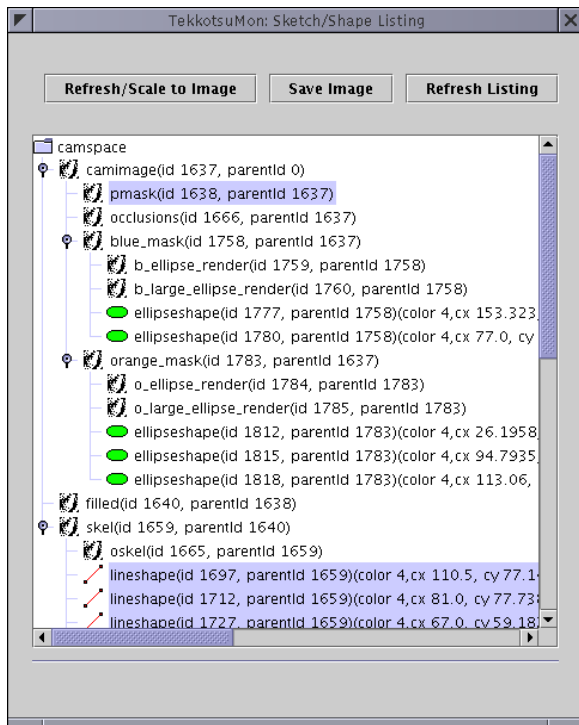 TekkotsuMon: Sketch/Shape Listing
Refresh/Scale to Image Save Image Refresh Listing
camspace
camimage(id 1637, parentId 0)
pmask(id 1638, parentId 1637)
occlusions(id 1666, parentId 1637)
blue_mask(id 1758, parentId 1637)
b_ellipse_render(id 1759, parentId 1758)
b_large_ellipse_render(id 1760, parentId 1758)
ellipseshape(id 1777, parentId 1758)(color 4,cx 153.323,
ellipseshape(id 1780, parentId 1758)(color 4,cx 77.0, cy
orange_mask(id 1783, parentId 1637)
o_ellipse_render(id 1784, parentId 1783)
o_large_ellipse_render(id 1785, parentId 1783)
ellipseshape(id 1812, parentId 1783)(color 4,cx 26.1958,
ellipseshape(id 1815, parentId 1783)(color 4,cx 94.7935,
ellipseshape(id 1818, parentId 1783)(color 4,cx 113.06,
filled(id 1640, parentId 1638)
skel(id 1659, parentId 1640)
oskel(id 1665, parentId 1659)
lineshape(id 1697, parentId 1659)(color 4,cx 110.5, cy 77.1
lineshape(id 1712, parentId 1659)(color 4,cx 81.0, cy 77.73
lineshape(id 1727, parentId 1659)(color 4,cx 67.0, cy 59.18